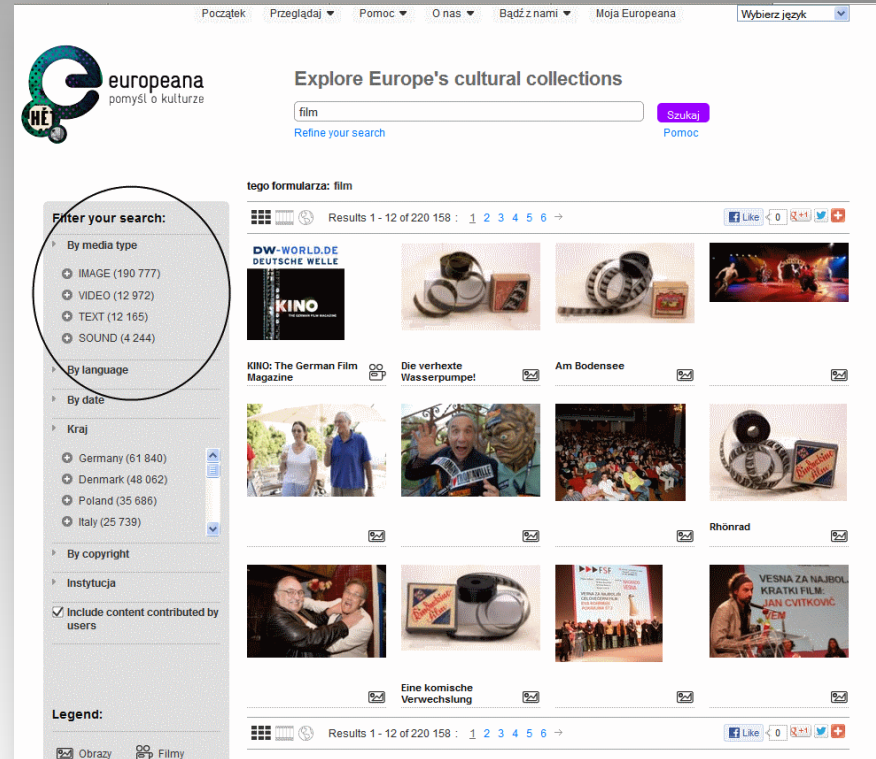 Początek Przeglądaj Pomoc O nas Bądź z nami Moja Europeana Wybierz język
europeana
pomyśl o kulturze
HÉ
Explore Europe's cultural collections
film
Szukaj
Refine your search
Pomoc
tego formularza: film
Filter your search:
By media type
IMAGE (190 777)
VIDEO (12 972)
TEXT (12 165)
SOUND (4 244)
By language
By date
Kraj
Germany (61 840)
Denmark (48 062)
Poland (35 686)
Italy (25 739)
By copyright
Instytucja
Include content contributed by
users
Legend:
Obrazy Filmy
Results 1 - 12 of 220 158 : 1 2 3 4 5 6 →
Like 0 +1
DW-WORLD.DE
DEUTSCHE WELLE
KINO
THE GERMAN FILM MAGAZINE
KINO: The German Film
Magazine
Die verhexte
Wasserpumpe!
Am Bodensee
Rhönrad
FSF
VESNA ZA NAJBOL
KRATKI FILM:
JAN CVITKOVIČ
Eine komische
Verwechslung
Results 1 - 12 of 220 158 : 1 2 3 4 5 6 →
Like 0 +1